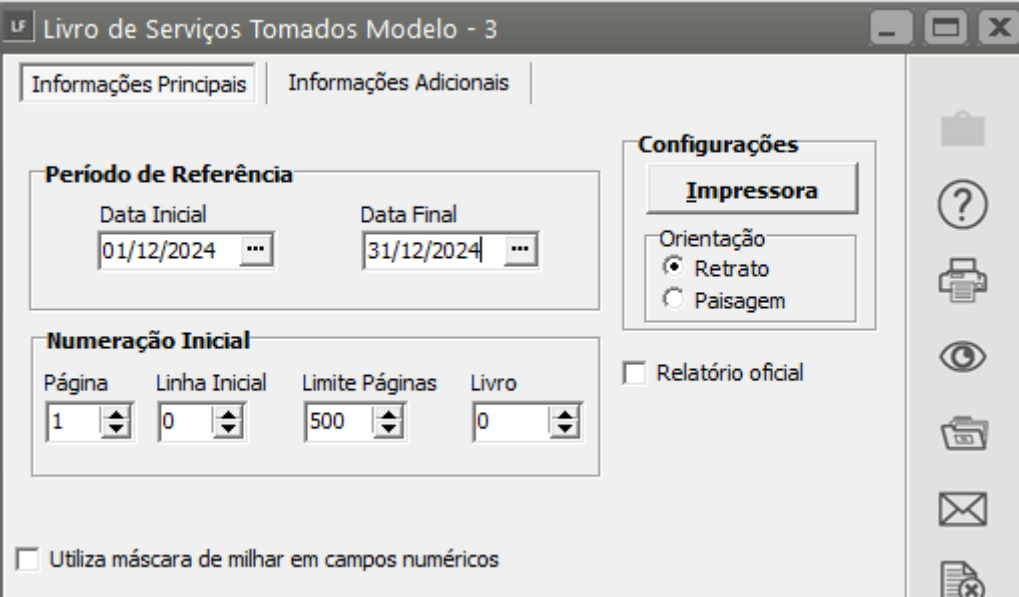 LF Livro de Serviços Tomados Modelo - 3
Informações Principais Informações Adicionais
Período de Referência
Data Inicial Data Final
01/12/2024 ... 31/12/2024 ...
Configurações
Impressora
Orientação
Retrato
Paisagem
Numeração Inicial
Página Linha Inicial Limite Páginas Livro
1 0 500 0
Relatório oficial
Utiliza máscara de milhar em campos numéricos